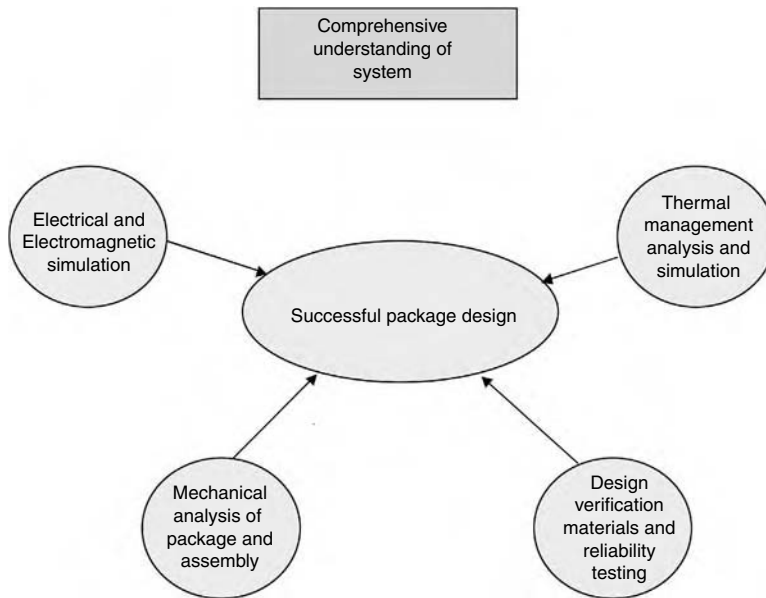 Comprehensive
understanding of
system
Electrical and
Electromagnetic
simulation
Thermal
management
analysis and
simulation
Successful package design
Mechanical
analysis of
package and
assembly
Design
verification
materials and
reliability
testing